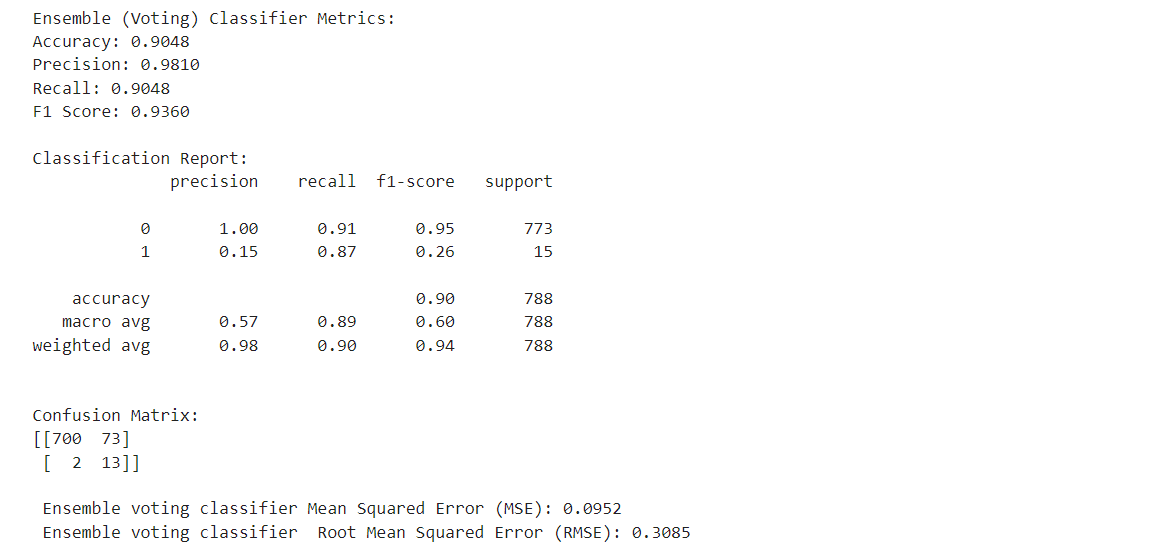 Ensemble (Voting) Classifier Metrics:
Accuracy: 0.9048
Precision: 0.9810
Recall: 0.9048
F1 Score: 0.9360
Classification Report:
precision recall f1-score support
0 1.00 0.91 0.95 773
1 0.15 0.87 0.26 15
accuracy 0.90 788
macro avg 0.57 0.89 0.60 788
weighted avg 0.98 0.90 0.94 788
Confusion Matrix:
[[700 73]
[ 2 13]]
Ensemble voting classifier Mean Squared Error (MSE): 0.0952
Ensemble voting classifier Root Mean Squared Error (RMSE): 0.3085